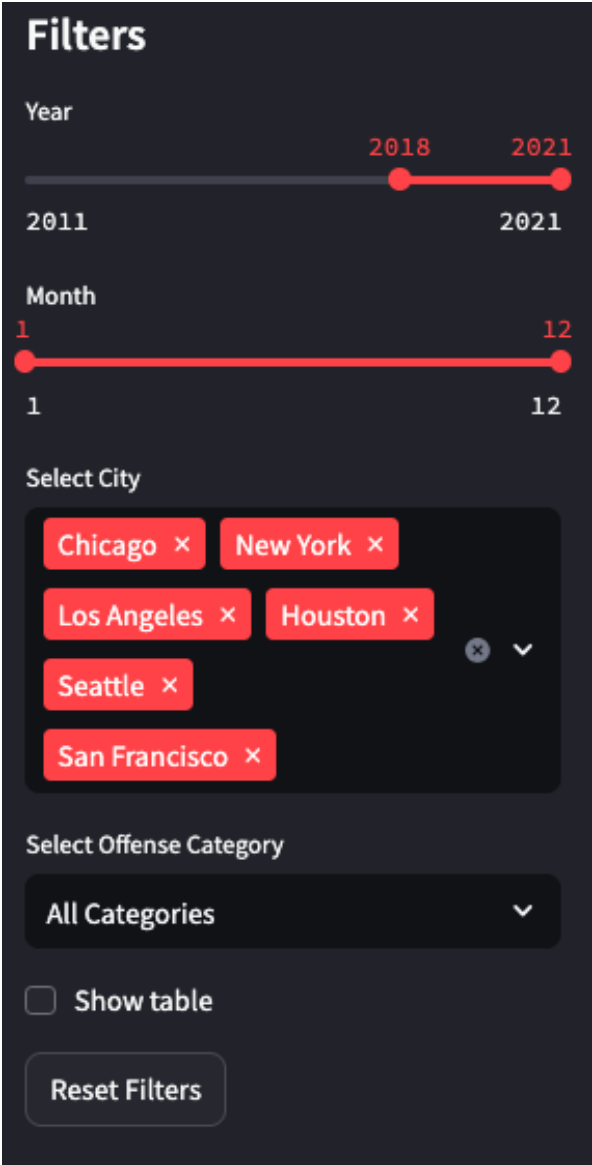 Filters
Year
2018 2021
2011 2021
Month
1 12
1 12
Select City
Chicago × New York ×
Los Angeles × Houston ×
Seattle ×
San Francisco ×
Select Offense Category
All Categories
Show table
Reset Filters